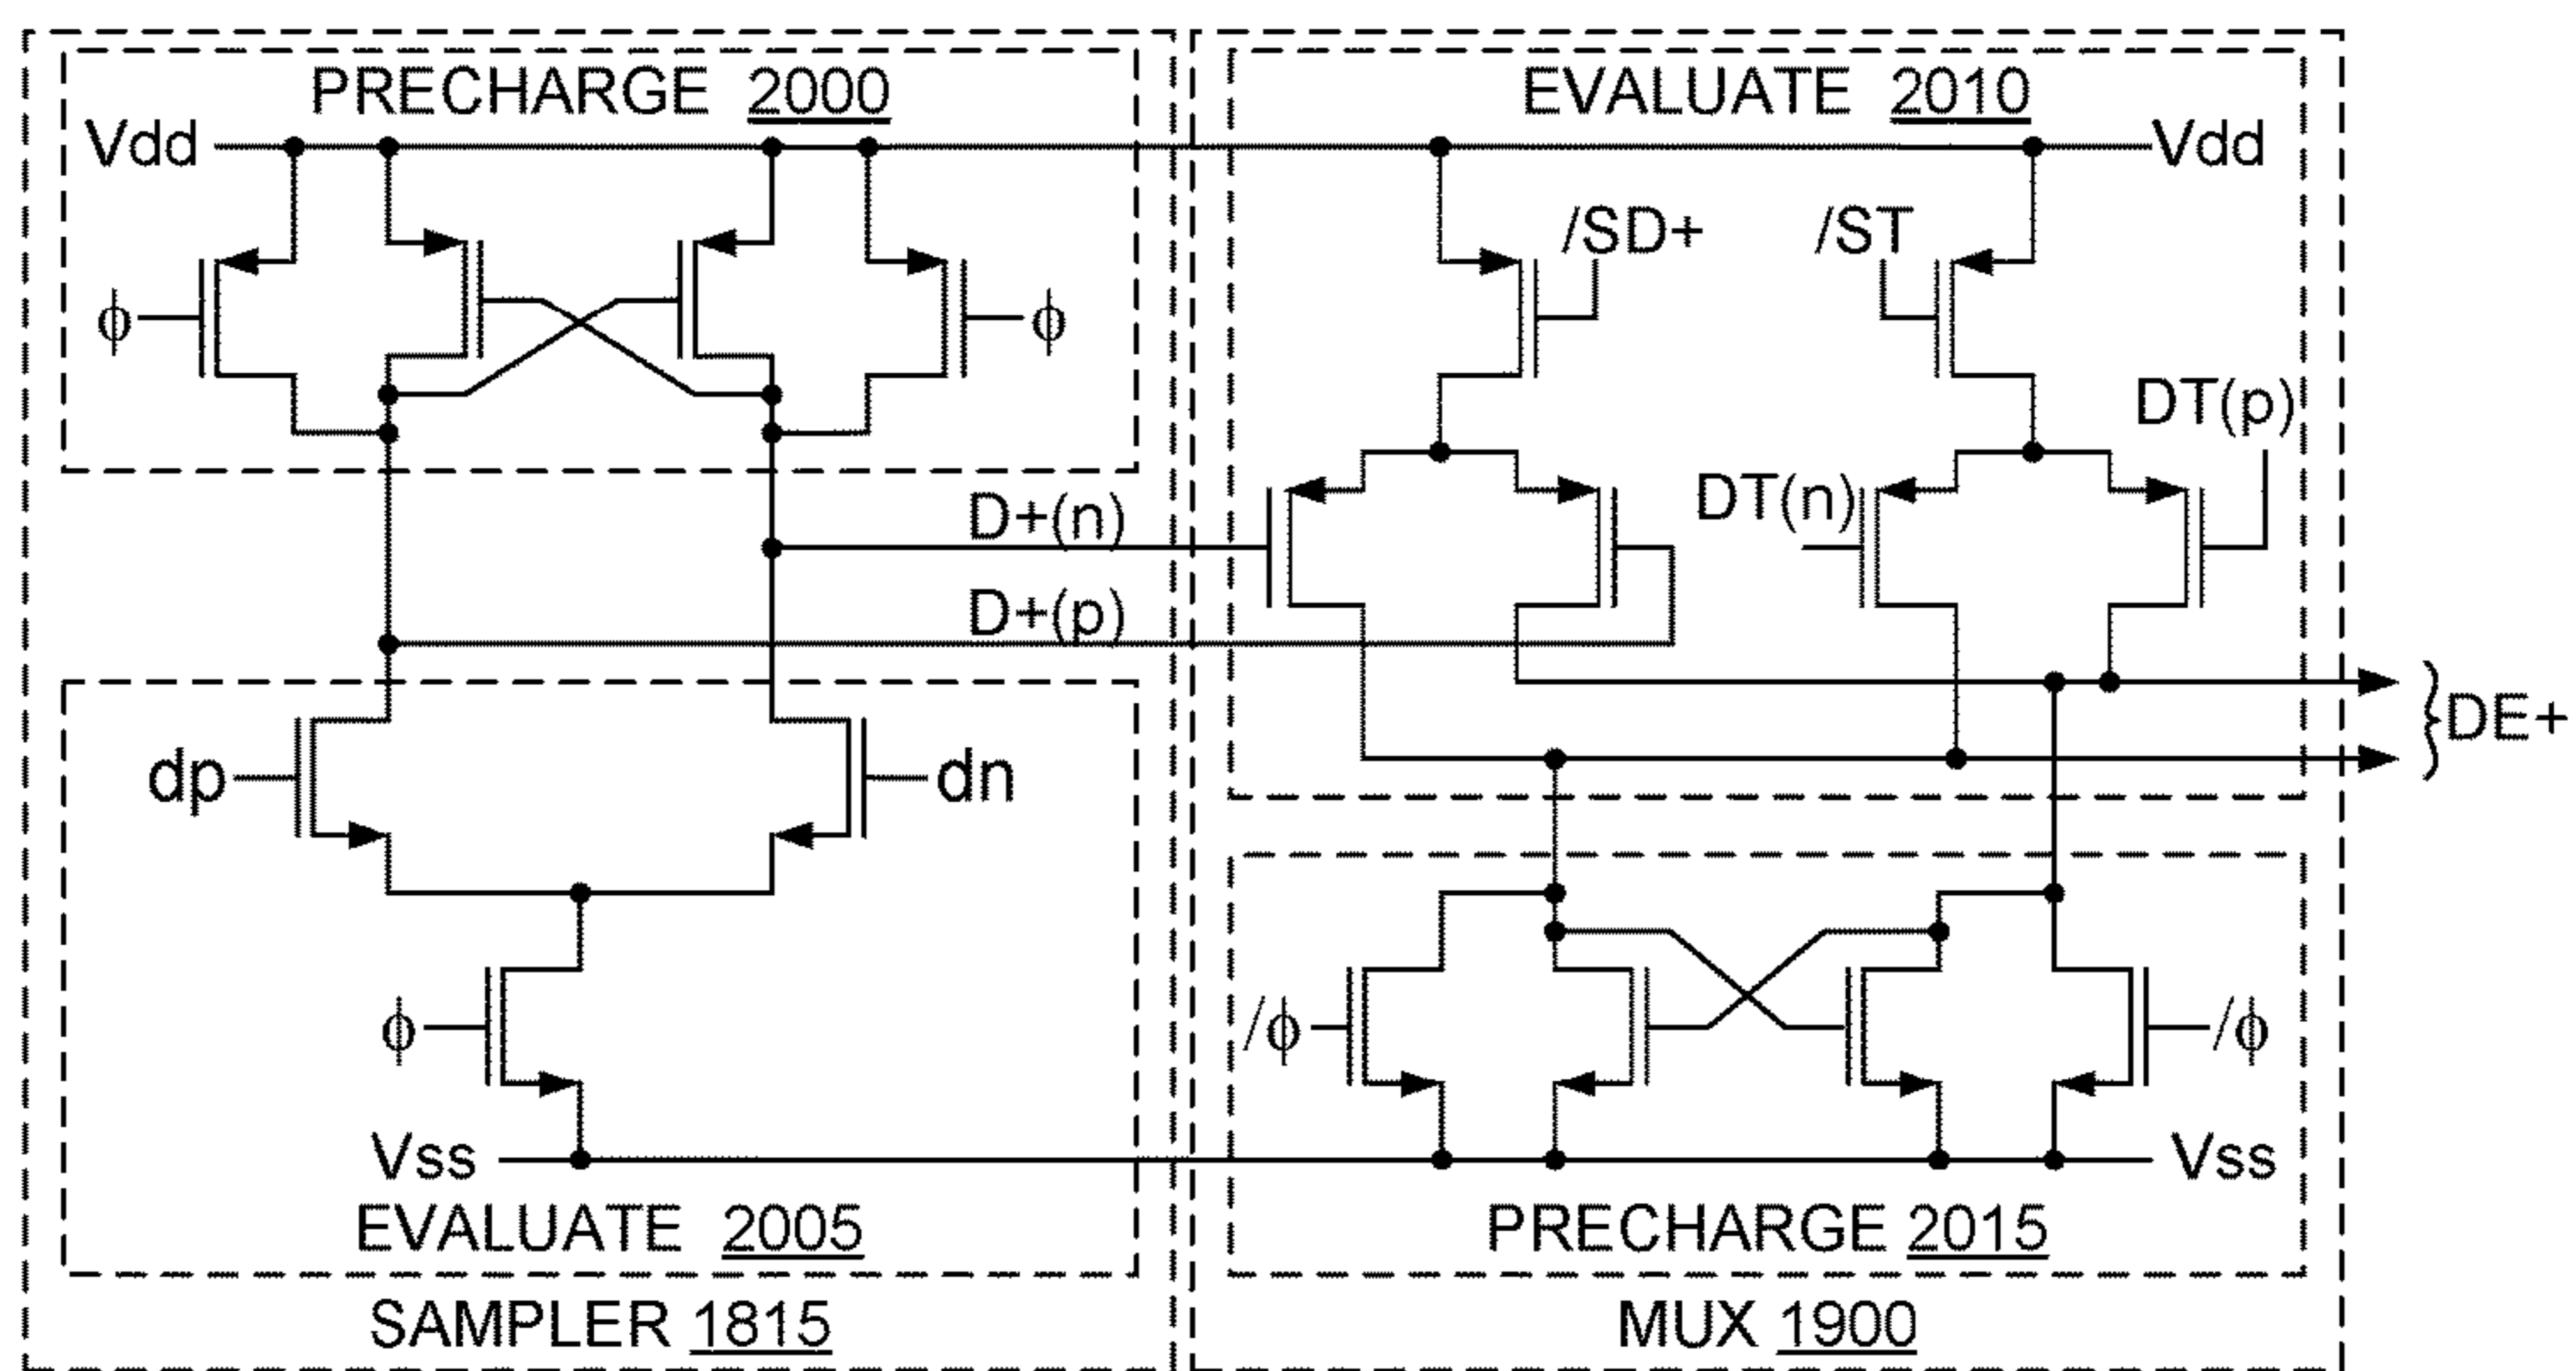 PRECHARGE 2000
EVALUATE 2010
Vdd
Vdd
/SD+
/ST
ϕ
ϕ
DT(p)
DT(n)
D+(n)
D+(p)
DE+
dp
dn
ϕ
/ϕ
/ϕ
Vss
Vss
EVALUATE 2005
PRECHARGE 2015
SAMPLER 1815
MUX 1900